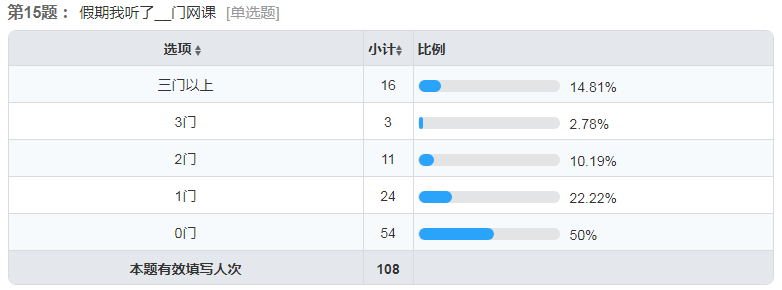 第15题： 假期我听了__门网课 [单选题]
选项 小计 比例
三门以上 16 14.81%
3门 3 2.78%
2门 11 10.19%
1门 24 22.22%
0门 54 50%
本题有效填写人次 108